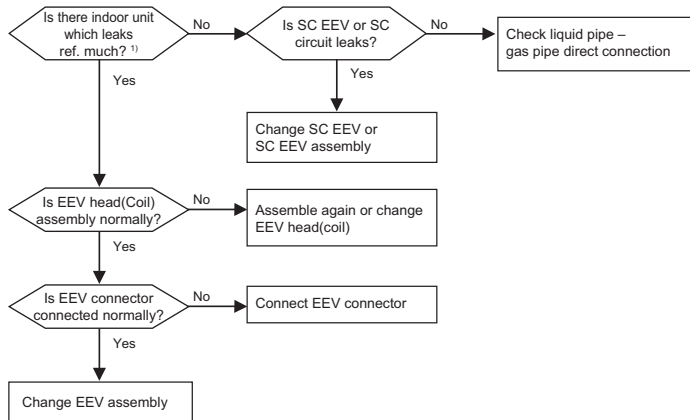 Is there indoor unit
which leaks
ref. much? ¹⁾
No
Is SC EEV or SC
circuit leaks?
No
Check liquid pipe –
gas pipe direct connection
Yes
Yes
Change SC EEV or
SC EEV assembly
Is EEV head(Coil)
assembly normally?
No
Assemble again or change
EEV head(coil)
Yes
Is EEV connector
connected normally?
No
Connect EEV connector
Yes
Change EEV assembly